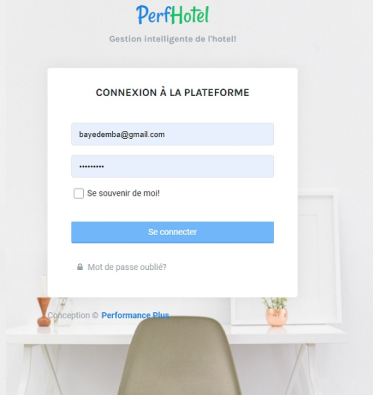 PerfHotel
Gestion intelligente de l'hotel!
CONNEXION À LA PLATEFORME
bayedemba@gmail.com
•••••••••
Se souvenir de moi!
Se connecter
Mot de passe oublié?
Conception © Performance Plus